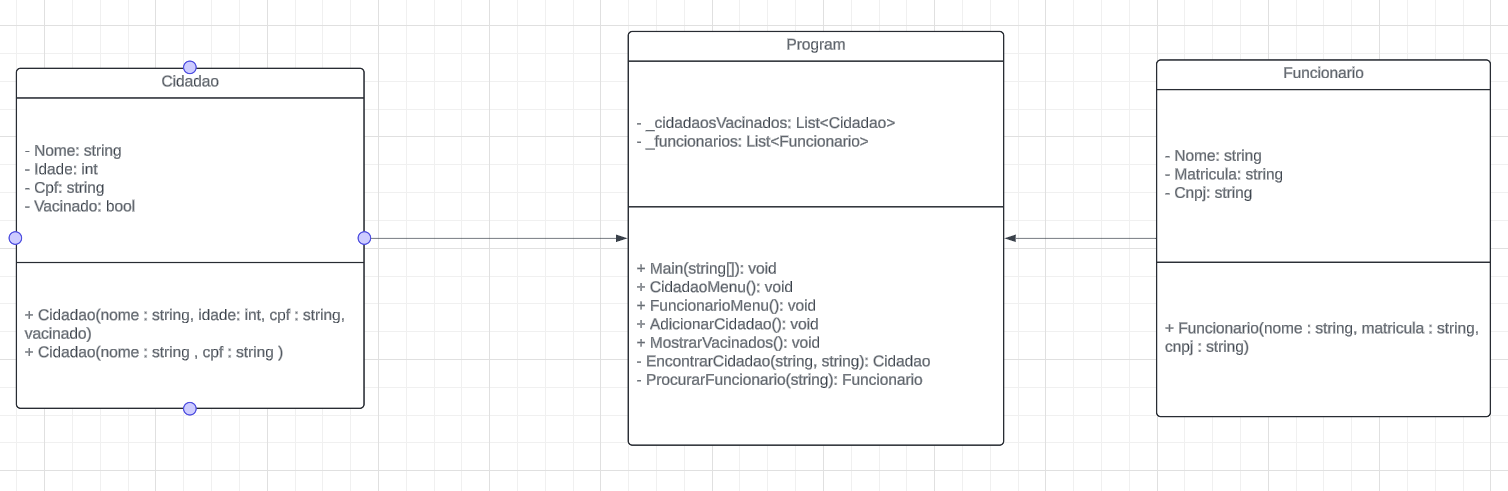 Cidadao
- Nome: string
- Idade: int
- Cpf: string
- Vacinado: bool
+ Cidadao(nome : string, idade: int, cpf : string,
vacinado)
+ Cidadao(nome : string , cpf : string )
Program
- _cidadaosVacinados: List<Cidadao>
- _funcionarios: List<Funcionario>
+ Main(string[]): void
+ CidadaoMenu(): void
+ FuncionarioMenu(): void
+ AdicionarCidadao(): void
+ MostrarVacinados(): void
- EncontrarCidadao(string, string): Cidadao
- ProcurarFuncionario(string): Funcionario
Funcionario
- Nome: string
- Matricula: string
- Cnpj: string
+ Funcionario(nome : string, matricula : string,
cnpj : string)